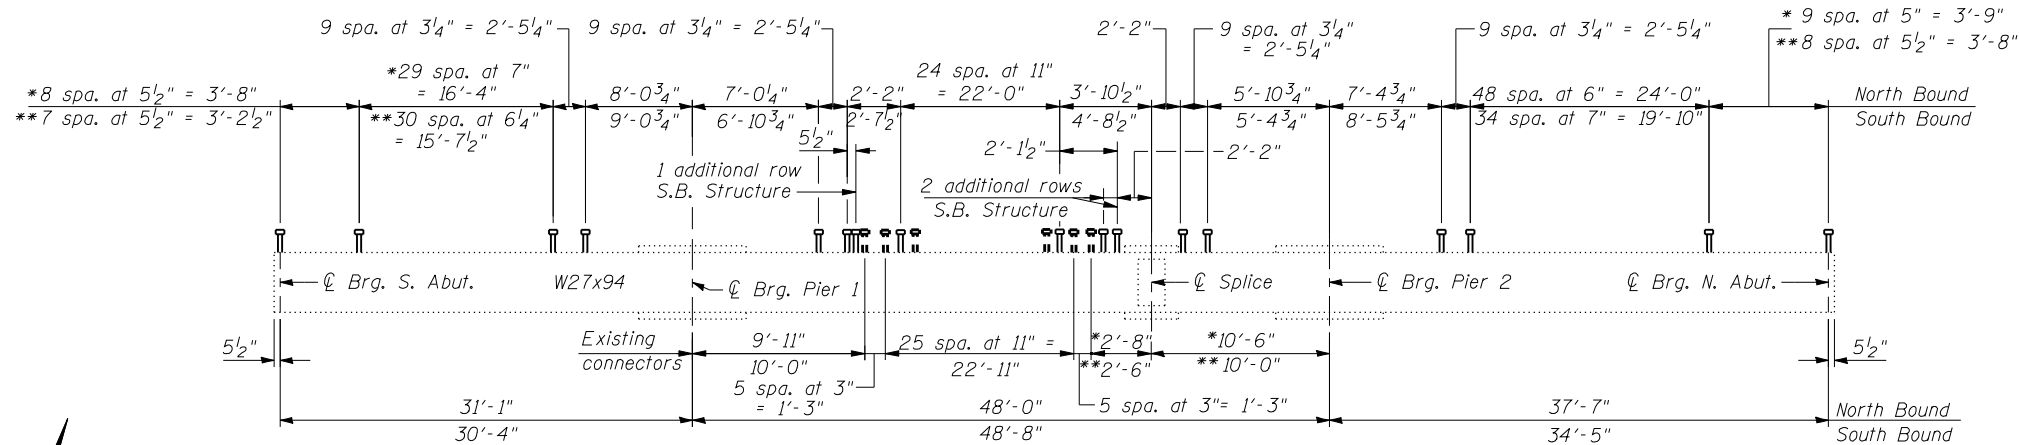 * 9 spa. at 5" = 3'-9"
**8 spa. at 5½" = 3'-8"
9 spa. at 3¼" = 2'-5¼"
9 spa. at 3¼" = 2'-5¼"
2'-2"
9 spa. at 3¼"
= 2'-5¼"
9 spa. at 3¼" = 2'-5¼"
*8 spa. at 5½" = 3'-8"
**7 spa. at 5½" = 3'-2½"
*29 spa. at 7"
= 16'-4"
**30 spa. at 6¼"
= 15'-7½"
8'-0¾"
9'-0¾"
7'-0¼"
6'-10¾"
2'-2"
2'-7½"
24 spa. at 11"
= 22'-0"
3'-10½"
4'-8½"
5'-10¾"
5'-4¾"
7'-4¾"
8'-5¾"
48 spa. at 6" = 24'-0"
34 spa. at 7" = 19'-10"
North Bound
South Bound
5½"
2'-1½"
2'-2"
1 additional row
S.B. Structure
2 additional rows
S.B. Structure
℄ Brg. S. Abut.
W27x94
℄ Brg. Pier 1
℄ Splice
℄ Brg. Pier 2
℄ Brg. N. Abut.
5½"
Existing
connectors
9'-11"
10'-0"
25 spa. at 11" =
22'-11"
*2'-8"
**2'-6"
*10'-6"
**10'-0"
5½"
5 spa. at 3"
= 1'-3"
5 spa. at 3"= 1'-3"
31'-1"
30'-4"
48'-0"
48'-8"
37'-7"
34'-5"
North Bound
South Bound